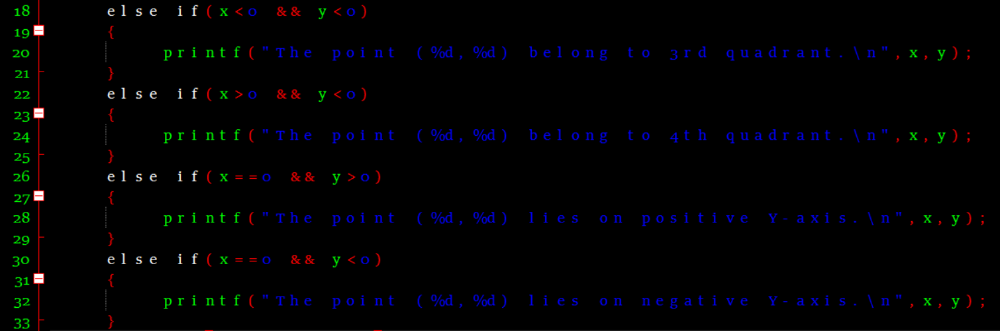 18 else if( x<0 && y<0)
19 {
20 printf("The point (%d,%d) belong to 3rd quadrant.\n",x,y);
21 }
22 else if( x>0 && y<0)
23 {
24 printf("The point (%d,%d) belong to 4th quadrant.\n",x,y);
25 }
26 else if( x==0 && y>0)
27 {
28 printf("The point (%d,%d) lies on positive Y-axis.\n",x,y);
29 }
30 else if( x==0 && y<0)
31 {
32 printf("The point (%d,%d) lies on negative Y-axis.\n",x,y);
33 }